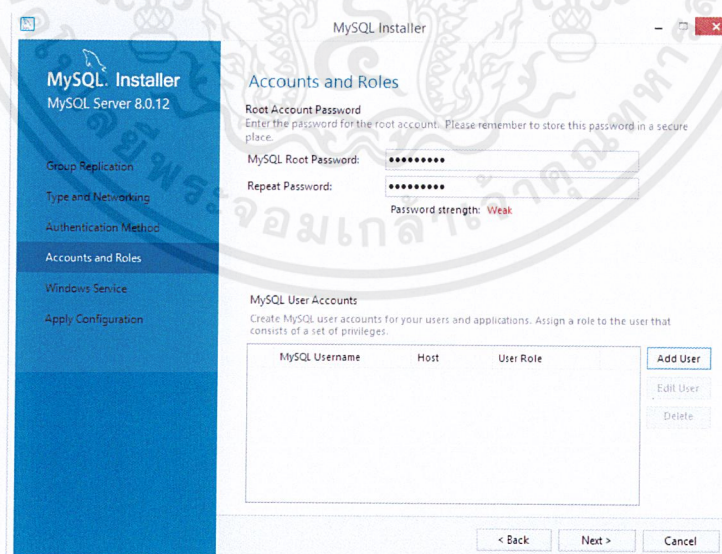 MySQL Installer
MySQL. Installer
MySQL Server 8.0.12
Group Replication
Type and Networking
Authentication Method
Accounts and Roles
Windows Service
Apply Configuration
Accounts and Roles
Root Account Password
Enter the password for the root account. Please remember to store this password in a secure
place.
MySQL Root Password:
●●●●●●●●●
Repeat Password:
●●●●●●●●●
Password strength: Weak
MySQL User Accounts
Create MySQL user accounts for your users and applications. Assign a role to the user that
consists of a set of privileges.
MySQL Username Host User Role
Add User
Edit User
Delete
< Back Next > Cancel